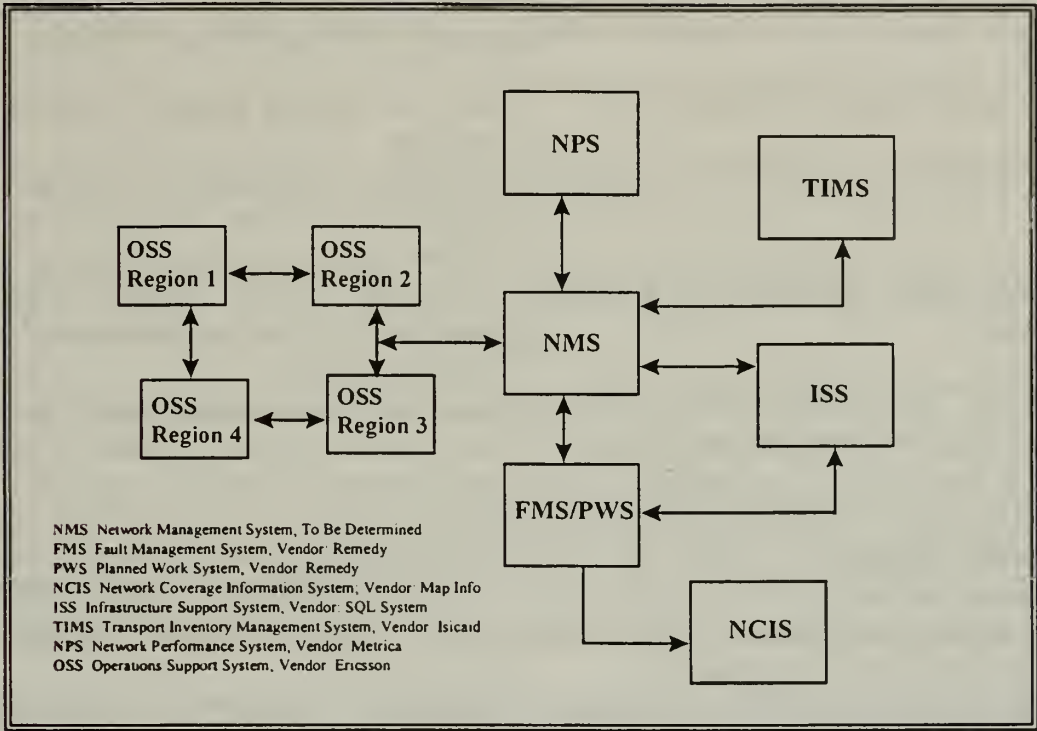 NPS
TIMS
OSS
Region 1
OSS
Region 2
NMS
ISS
OSS
Region 4
OSS
Region 3
FMS/PWS
NCIS
NMS Network Management System, To Be Determined
FMS Fault Management System, Vendor: Remedy
PWS Planned Work System, Vendor Remedy
NCIS Network Coverage Information System; Vendor: Map Info
ISS Infrastructure Support System, Vendor: SQL System
TIMS Transport Inventory Management System, Vendor Isicaid
NPS Network Performance System, Vendor Metrica
OSS Operations Support System, Vendor Ericsson